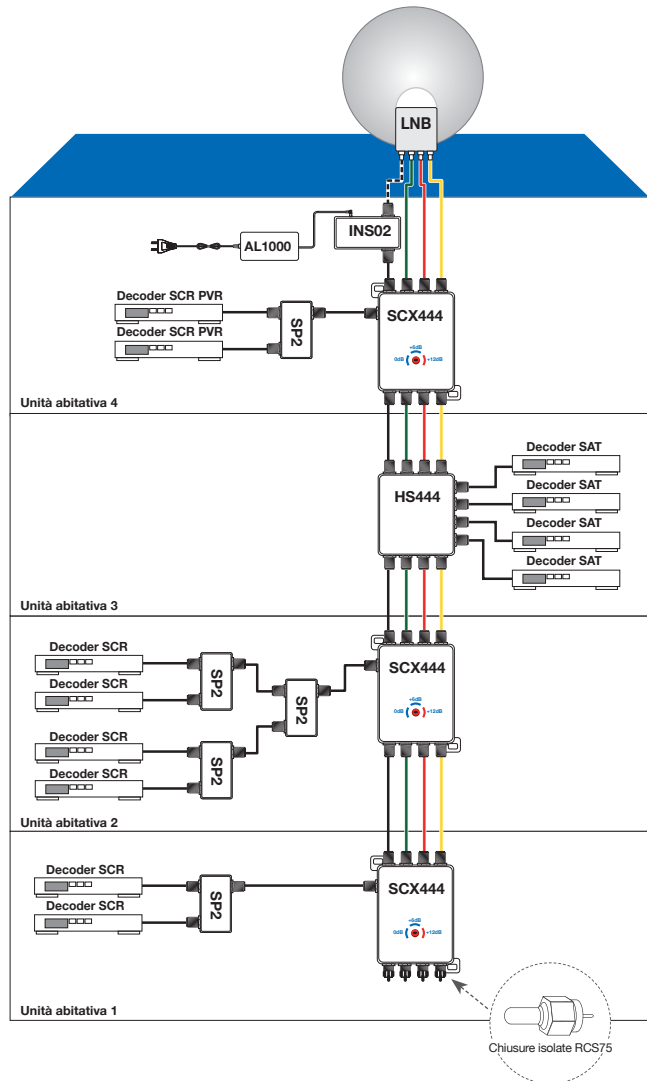 LNB
INS02
AL1000
Decoder SCR PVR
Decoder SCR PVR
SP2
SCX444
+6dB
0dB
+12dB
Unità abitativa 4
HS444
Decoder SAT
Decoder SAT
Decoder SAT
Decoder SAT
Unità abitativa 3
Decoder SCR
Decoder SCR
Decoder SCR
Decoder SCR
SP2
SP2
SP2
SCX444
+6dB
0dB
+12dB
Unità abitativa 2
Decoder SCR
Decoder SCR
SP2
SCX444
+6dB
0dB
+12dB
Unità abitativa 1
Chiusure isolate RCS75